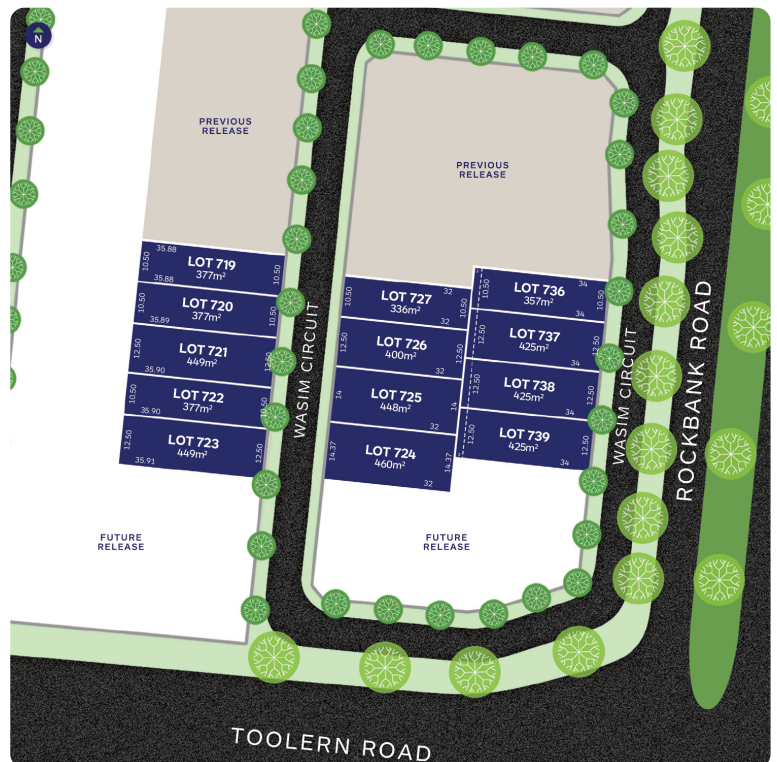 N
PREVIOUS
RELEASE
PREVIOUS
RELEASE
35.88
10.50
LOT 719
377m²
10.50
35.88
10.50
LOT 720
377m²
10.50
35.89
12.50
LOT 721
449m²
12.50
35.90
10.50
LOT 722
377m²
10.50
35.90
12.50
LOT 723
449m²
12.50
35.91
WASIM CIRCUIT
32
10.50
LOT 727
336m²
10.50
32
12.50
LOT 726
400m²
12.50
32
14
LOT 725
448m²
14
32
14.37
LOT 724
460m²
14.37
32
34
10.50
LOT 736
357m²
10.50
34
12.50
LOT 737
425m²
12.50
34
12.50
LOT 738
425m²
12.50
34
12.50
LOT 739
425m²
12.50
34
WASIM CIRCUIT
ROCKBANK ROAD
FUTURE
RELEASE
FUTURE
RELEASE
TOOLERN ROAD